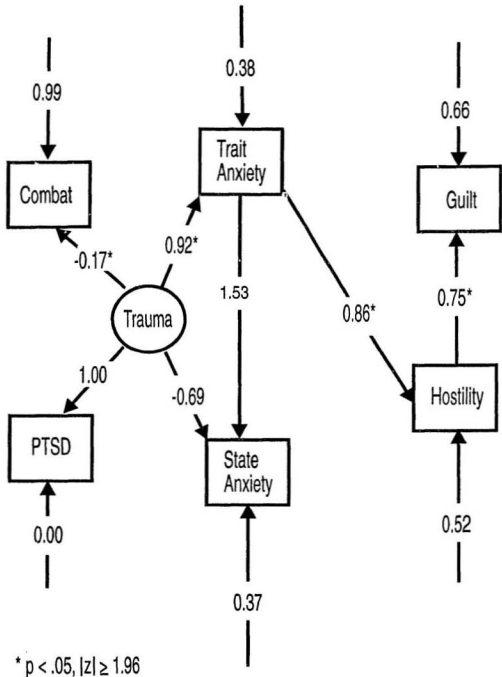 0.99
0.38
0.66
Combat
Trait
Anxiety
Guilt
-0.17*
0.92*
Trauma
1.53
0.86*
0.75*
1.00
-0.69
Hostility
PTSD
State
Anxiety
0.00
0.37
0.52
* p < .05, |z| ≥ 1.96